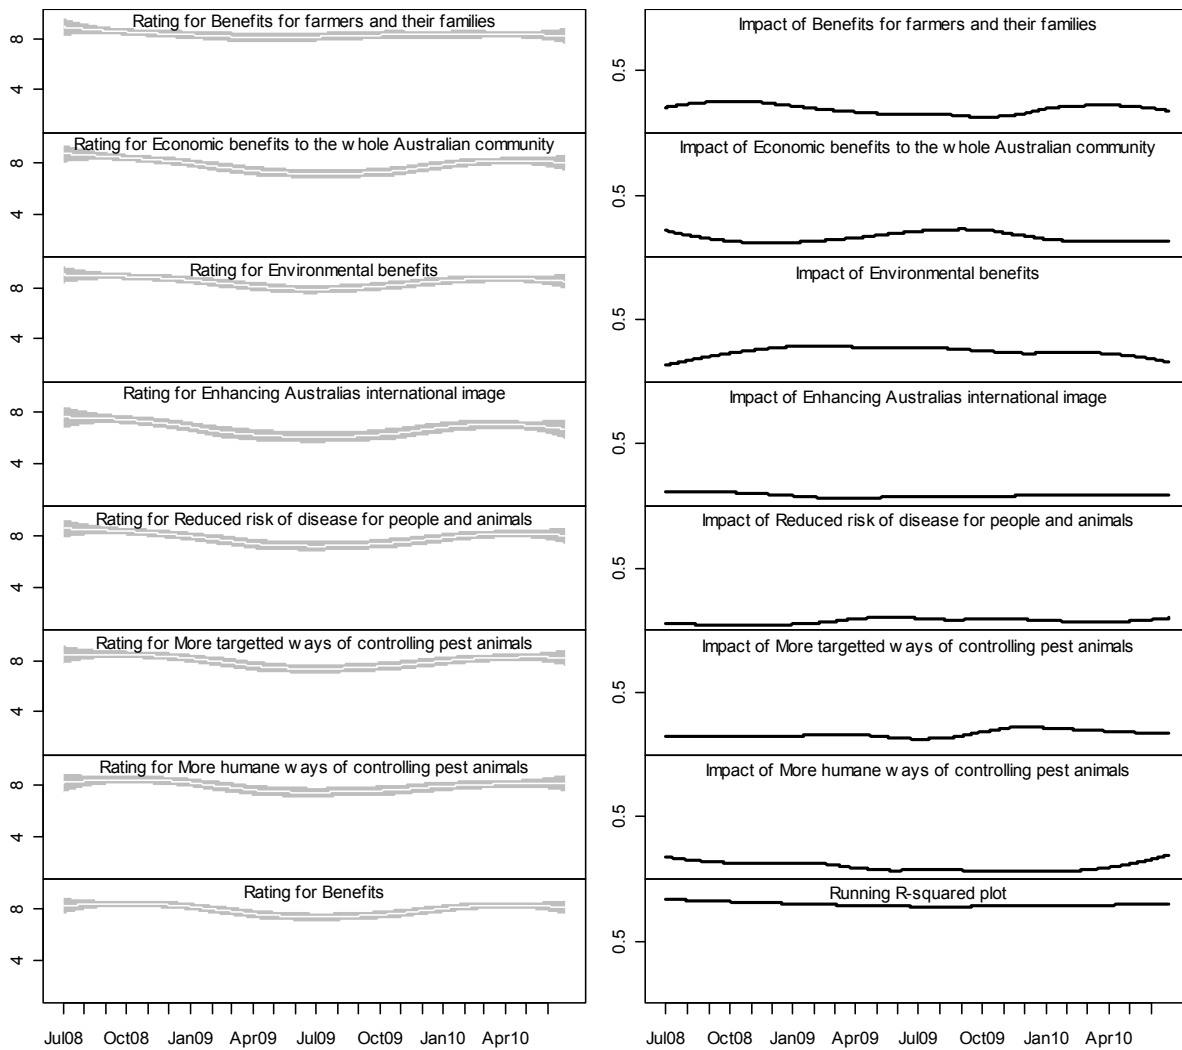 Rating for Benefits for farmers and their families
8
4
Rating for Economic benefits to the w hole Australian community
8
4
Rating for Environmental benefits
8
4
Rating for Enhancing Australias international image
8
4
Rating for Reduced risk of disease for people and animals
8
4
Rating for More targetted w ays of controlling pest animals
8
4
Rating for More humane w ays of controlling pest animals
8
4
Rating for Benefits
8
4
Jul08 Oct08 Jan09 Apr09 Jul09 Oct09 Jan10 Apr10
Impact of Benefits for farmers and their families
0.5
Impact of Economic benefits to the w hole Australian community
0.5
Impact of Environmental benefits
0.5
Impact of Enhancing Australias international image
0.5
Impact of Reduced risk of disease for people and animals
0.5
Impact of More targetted w ays of controlling pest animals
0.5
Impact of More humane w ays of controlling pest animals
0.5
Running R-squared plot
0.5
Jul08 Oct08 Jan09 Apr09 Jul09 Oct09 Jan10 Apr10